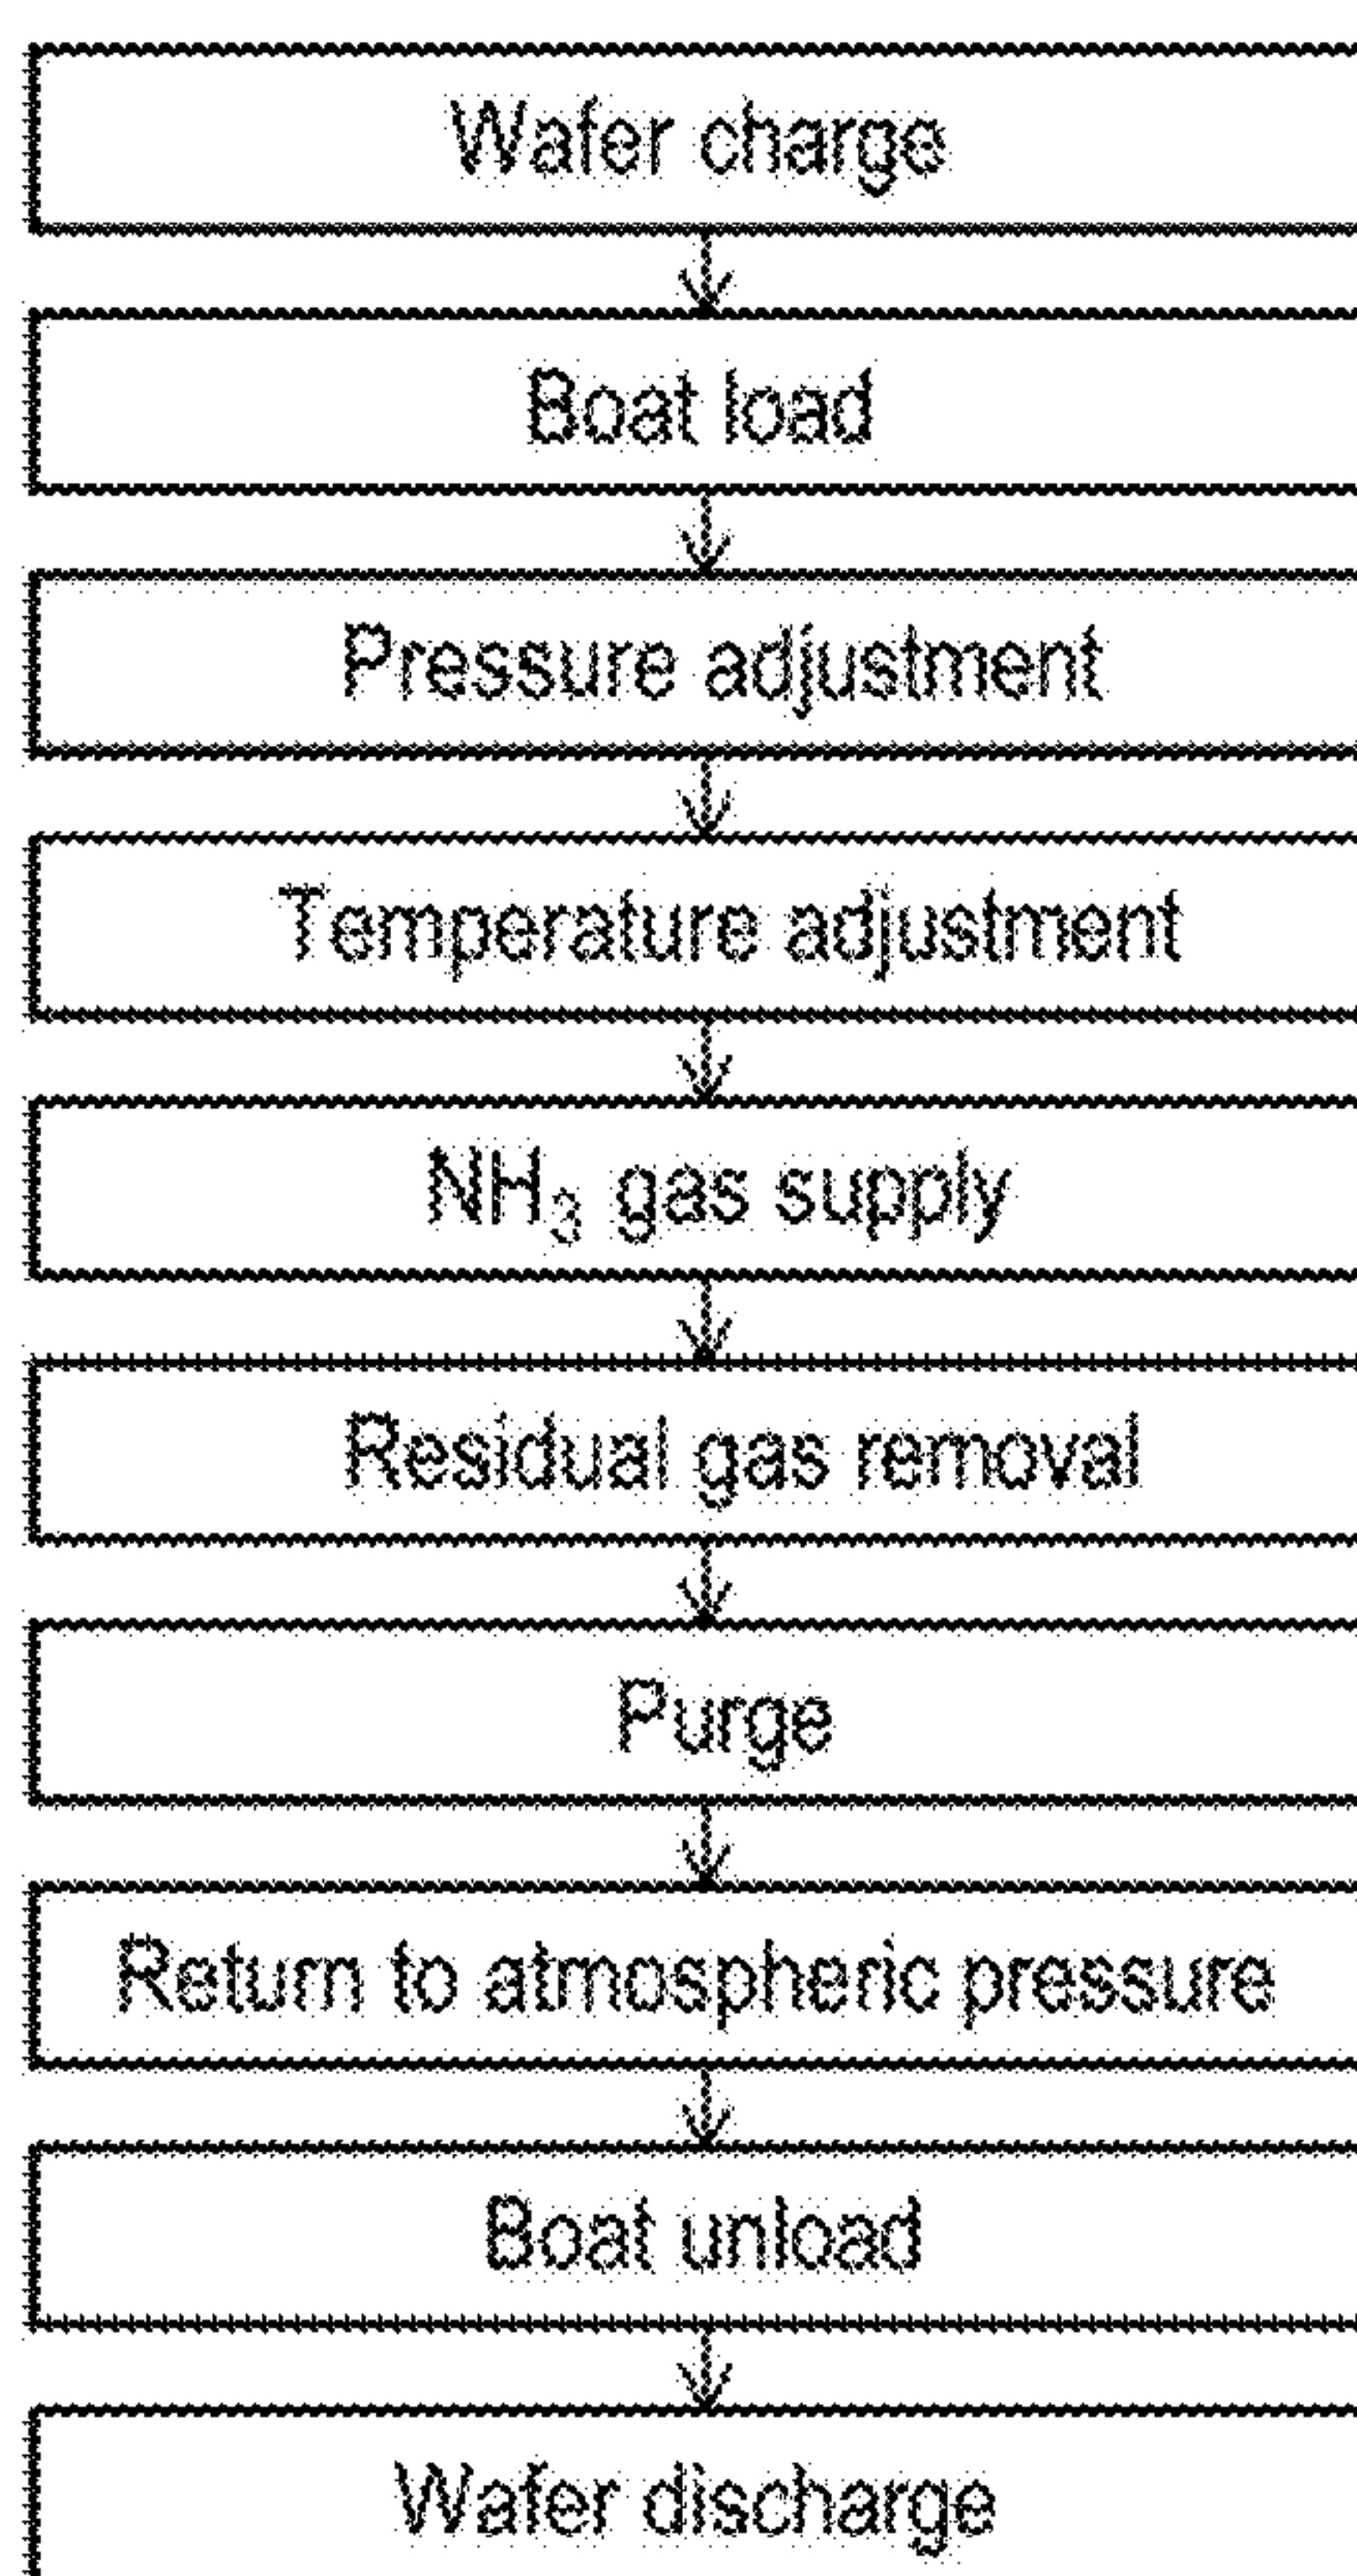 Wafer charge
Boat load
Pressure adjustment
Temperature adjustment
NH₃ gas supply
Residual gas removal
Purge
Return to atmospheric pressure
Boat unload
Wafer discharge